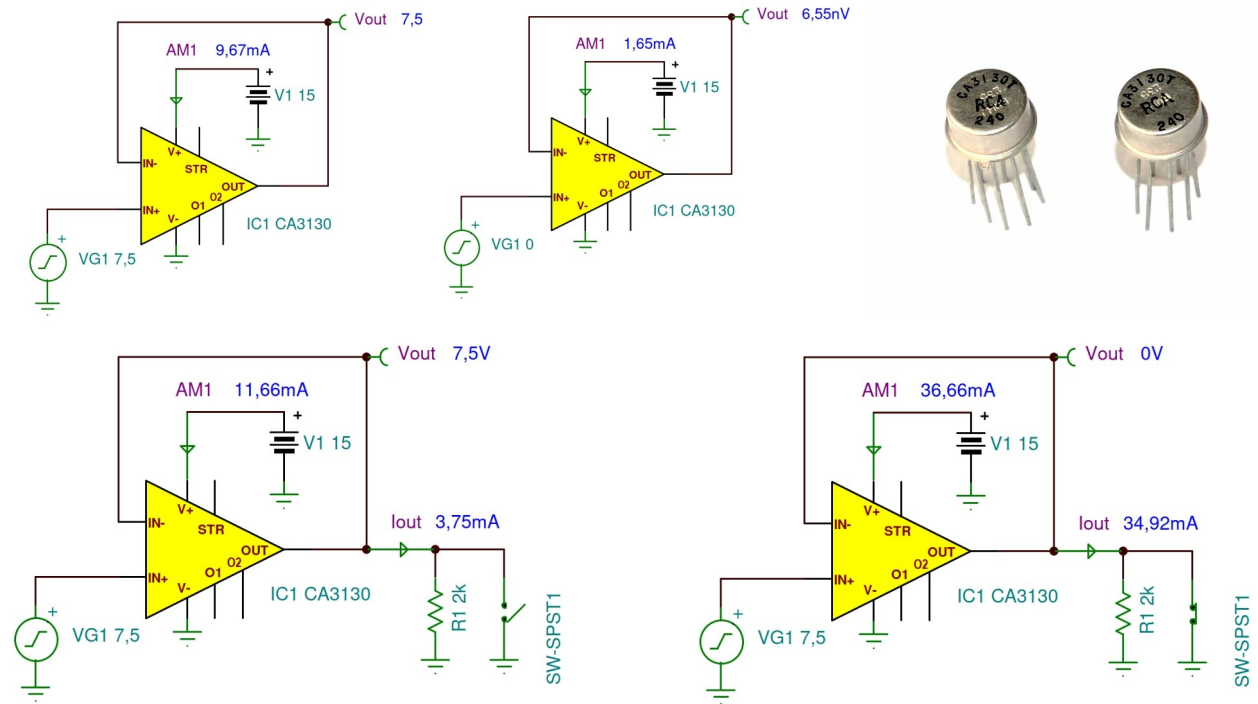 Vout 7,5
AM1 9,67mA
V1 15
V+
IN-
STR
OUT
O2
O1
IN+
V-
IC1 CA3130
VG1 7,5
Vout 6,55nV
AM1 1,65mA
V1 15
V+
IN-
STR
OUT
O2
O1
IN+
V-
IC1 CA3130
VG1 0
CA3130T
RCA
240
CA3130T
RCA
240
Vout 7,5V
AM1 11,66mA
V1 15
V+
IN-
STR
OUT
O2
O1
IN+
V-
Iout 3,75mA
IC1 CA3130
R1 2k
SW-SPST1
VG1 7,5
Vout 0V
AM1 36,66mA
V1 15
V+
IN-
STR
OUT
O2
O1
IN+
V-
Iout 34,92mA
IC1 CA3130
R1 2k
SW-SPST1
VG1 7,5